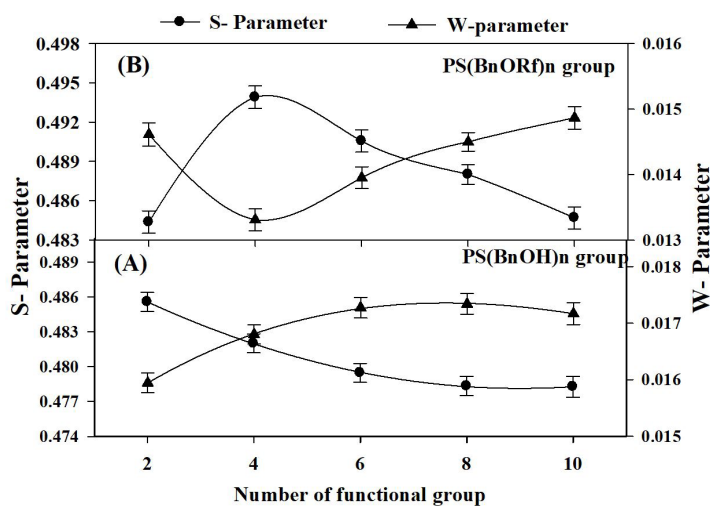 S- Parameter
W-parameter
(B)
PS(BnORf)n group
0.498
0.495
0.492
0.489
0.486
0.483
0.016
0.015
0.014
0.013
(A)
PS(BnOH)n group
0.489
0.486
0.483
0.480
0.477
0.474
0.017
0.017
0.016
0.015
S- Parameter
W- Parameter
2 4 6 8 10
Number of functional group